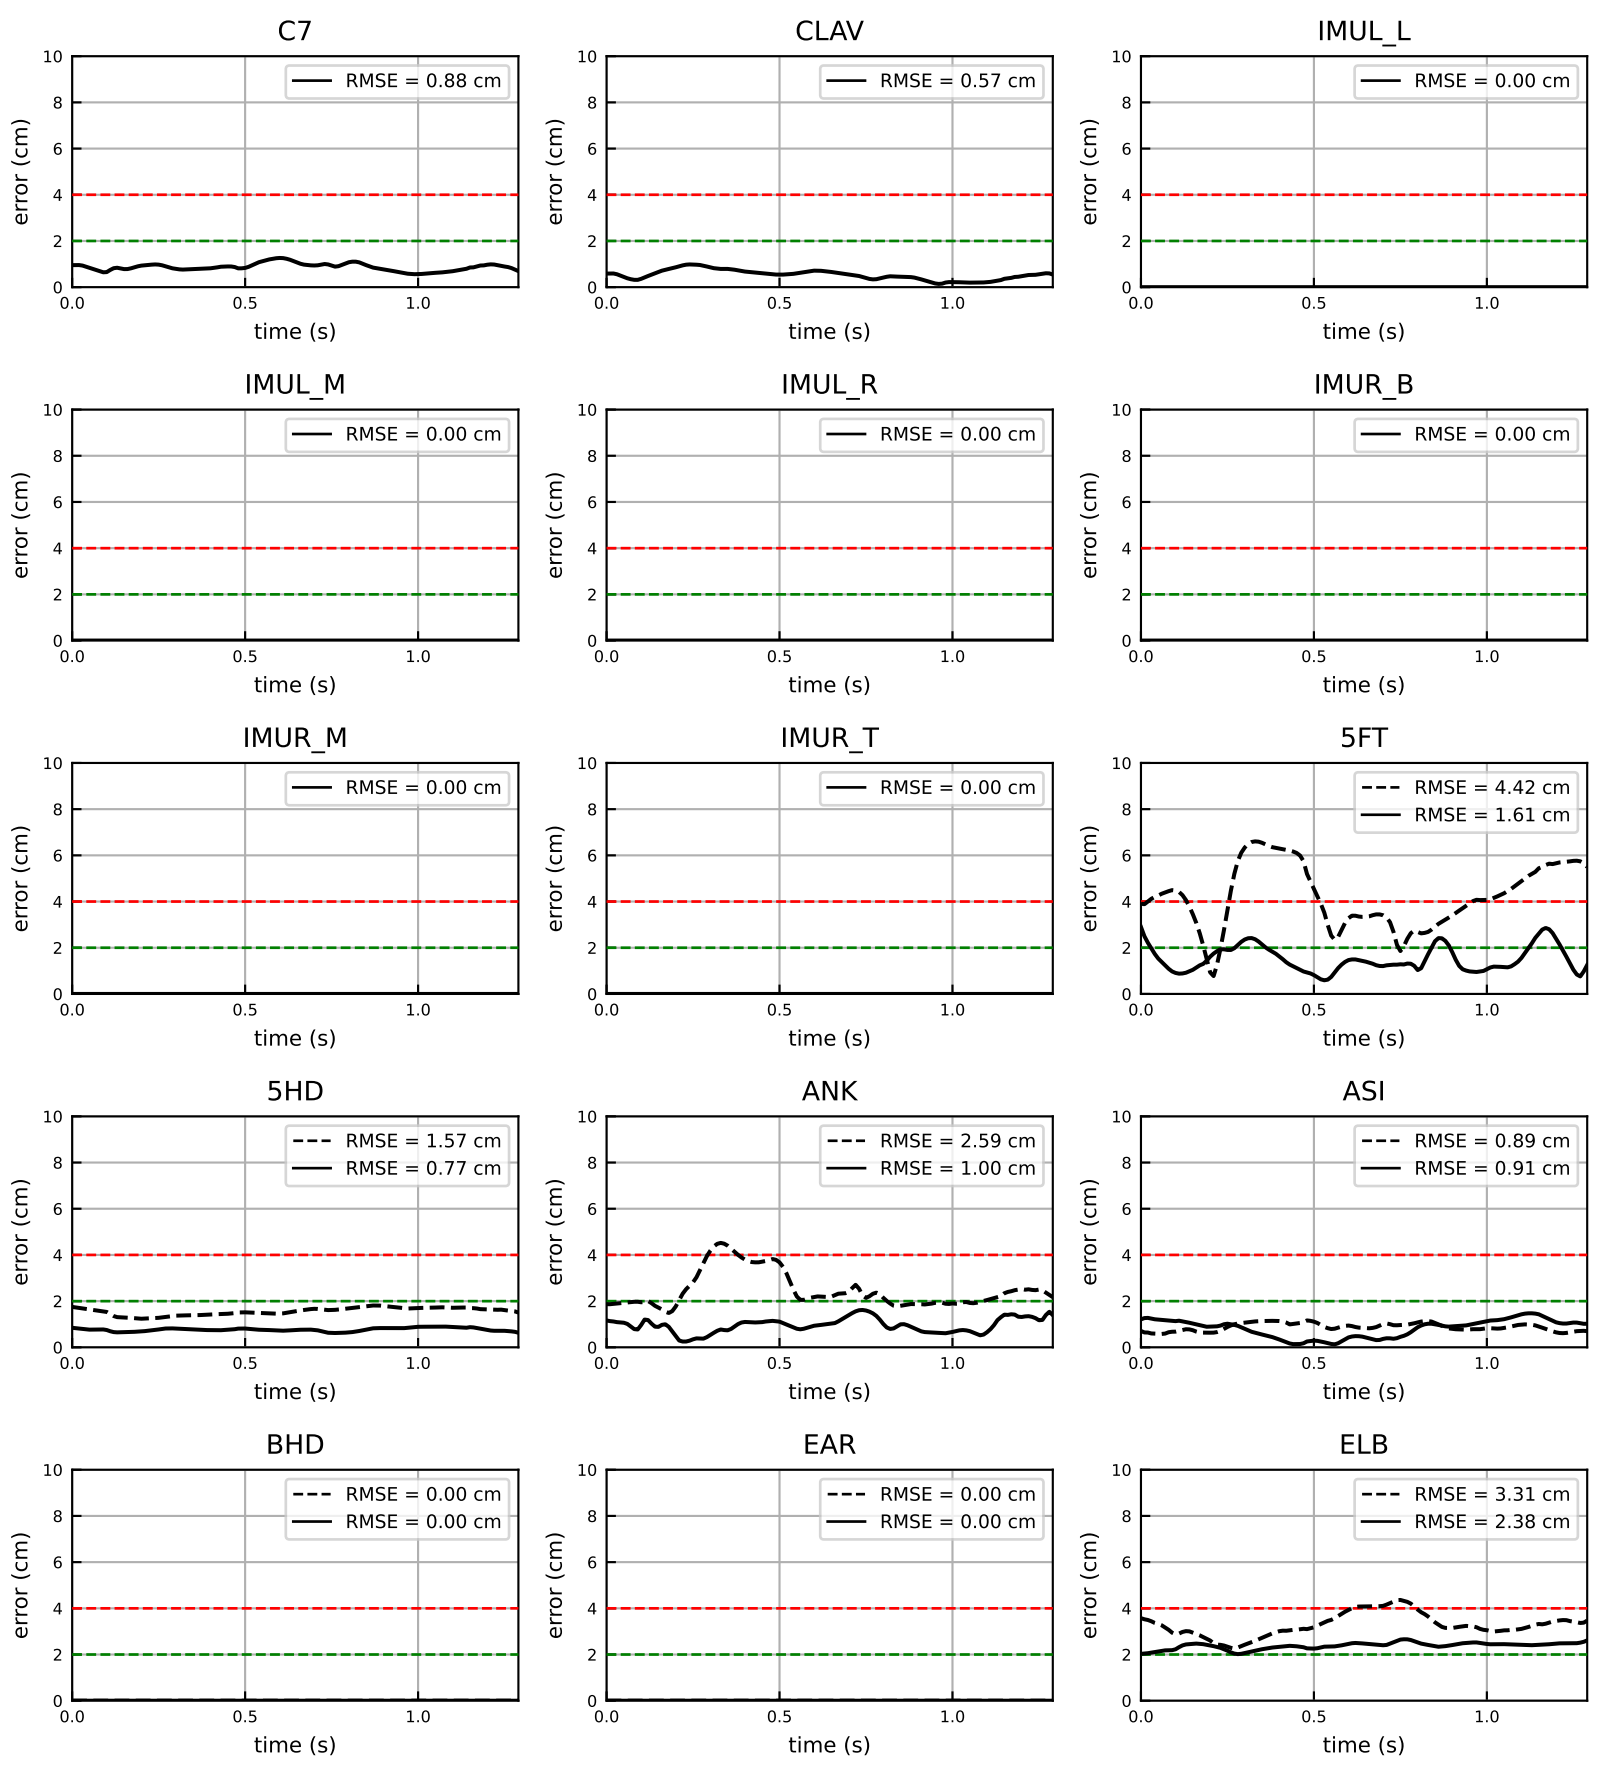 C7
10
8
6
4
2
0
error (cm)
RMSE = 0.88 cm
0.0 0.5 1.0
time (s)
CLAV
10
8
6
4
2
0
error (cm)
RMSE = 0.57 cm
0.0 0.5 1.0
time (s)
IMUL_L
10
8
6
4
2
0
error (cm)
RMSE = 0.00 cm
0.0 0.5 1.0
time (s)
IMUL_M
10
8
6
4
2
0
error (cm)
RMSE = 0.00 cm
0.0 0.5 1.0
time (s)
IMUL_R
10
8
6
4
2
0
error (cm)
RMSE = 0.00 cm
0.0 0.5 1.0
time (s)
IMUR_B
10
8
6
4
2
0
error (cm)
RMSE = 0.00 cm
0.0 0.5 1.0
time (s)
IMUR_M
10
8
6
4
2
0
error (cm)
RMSE = 0.00 cm
0.0 0.5 1.0
time (s)
IMUR_T
10
8
6
4
2
0
error (cm)
RMSE = 0.00 cm
0.0 0.5 1.0
time (s)
5FT
10
8
6
4
2
0
error (cm)
RMSE = 4.42 cm
RMSE = 1.61 cm
0.0 0.5 1.0
time (s)
5HD
10
8
6
4
2
0
error (cm)
RMSE = 1.57 cm
RMSE = 0.77 cm
0.0 0.5 1.0
time (s)
ANK
10
8
6
4
2
0
error (cm)
RMSE = 2.59 cm
RMSE = 1.00 cm
0.0 0.5 1.0
time (s)
ASI
10
8
6
4
2
0
error (cm)
RMSE = 0.89 cm
RMSE = 0.91 cm
0.0 0.5 1.0
time (s)
BHD
10
8
6
4
2
0
error (cm)
RMSE = 0.00 cm
RMSE = 0.00 cm
0.0 0.5 1.0
time (s)
EAR
10
8
6
4
2
0
error (cm)
RMSE = 0.00 cm
RMSE = 0.00 cm
0.0 0.5 1.0
time (s)
ELB
10
8
6
4
2
0
error (cm)
RMSE = 3.31 cm
RMSE = 2.38 cm
0.0 0.5 1.0
time (s)